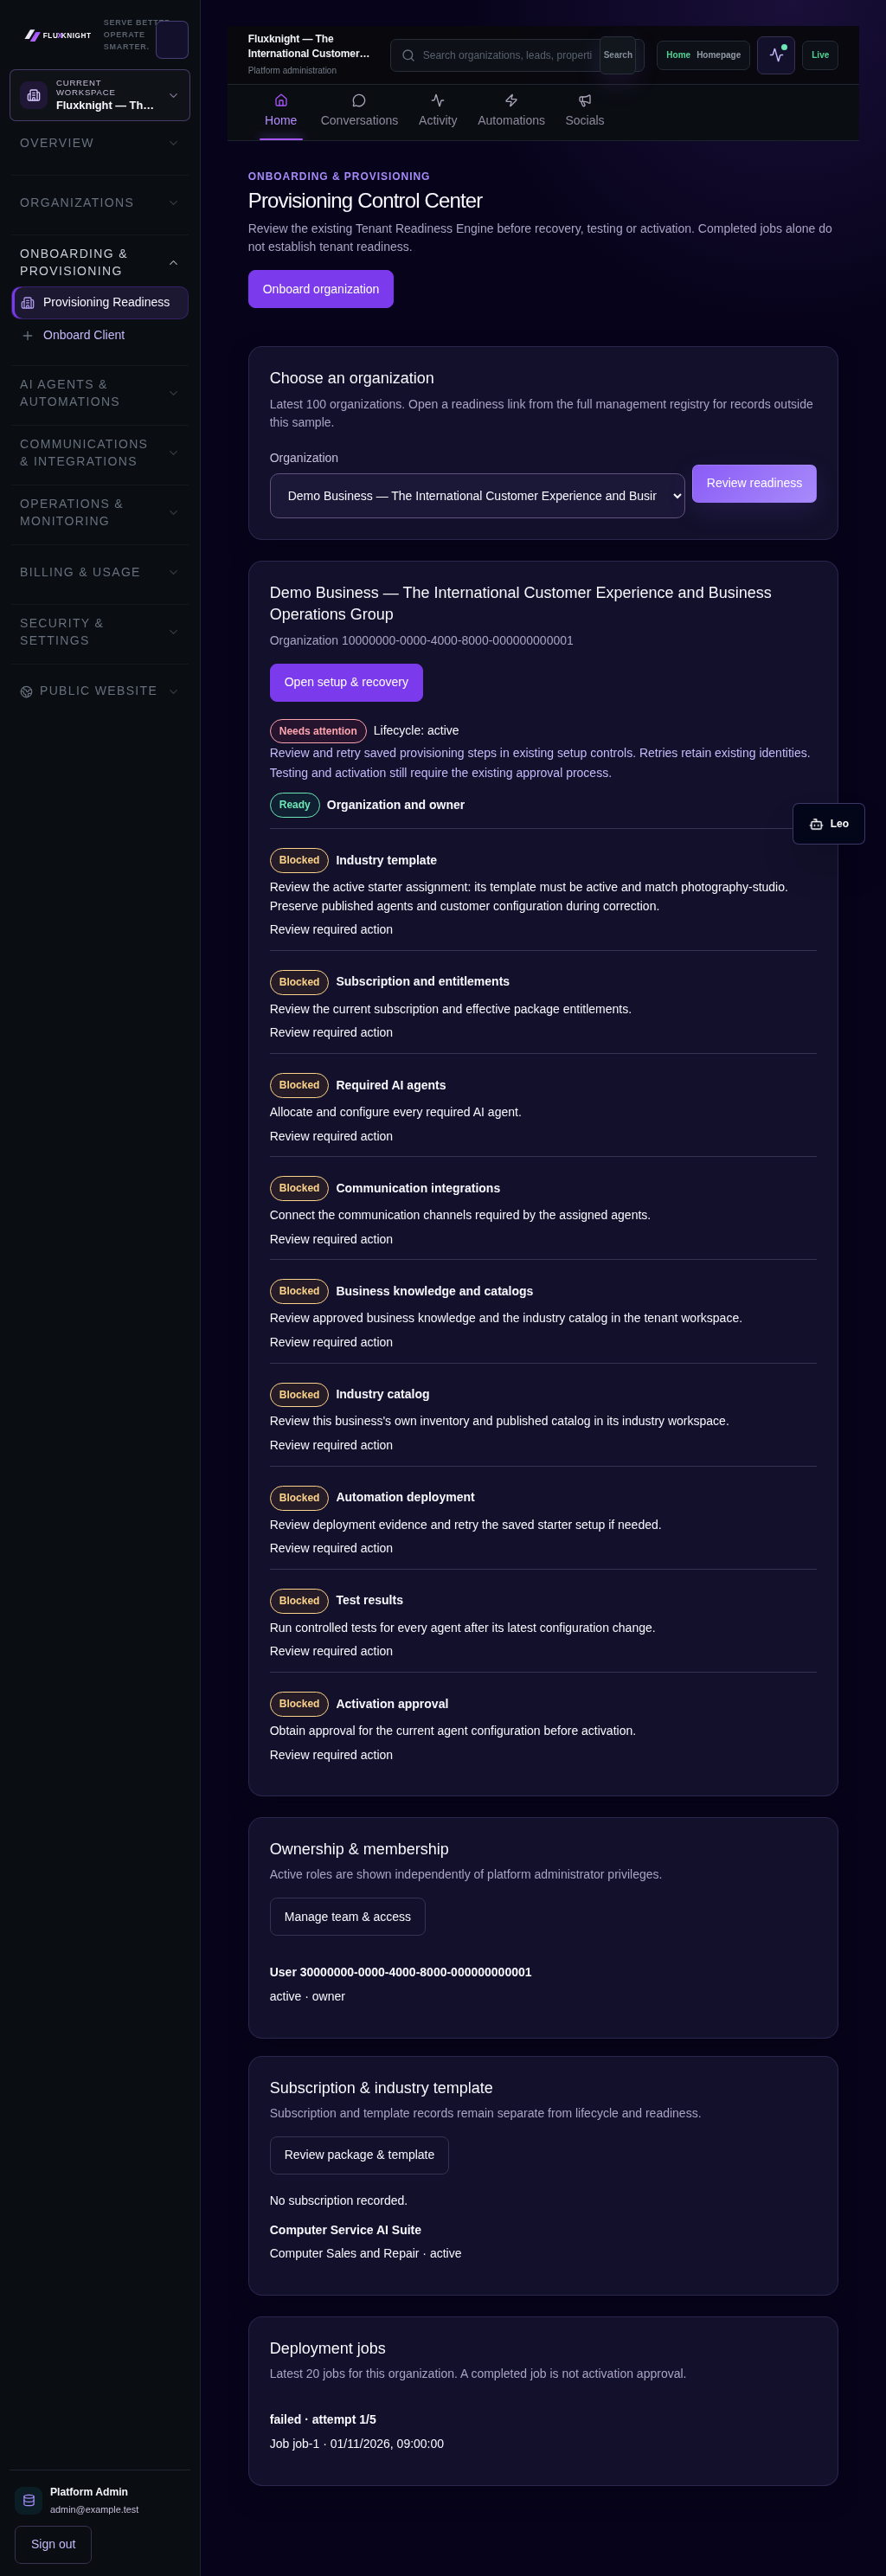 FLUXKNIGHT
SERVE BETTER
OPERATE
SMARTER.
CURRENT
WORKSPACE
Fluxknight — Th…
OVERVIEW
ORGANIZATIONS
ONBOARDING &
PROVISIONING
Provisioning Readiness
Onboard Client
AI AGENTS &
AUTOMATIONS
COMMUNICATIONS
& INTEGRATIONS
OPERATIONS &
MONITORING
BILLING & USAGE
SECURITY &
SETTINGS
PUBLIC WEBSITE
Platform Admin
admin@example.test
Sign out
Fluxknight — The
International Customer…
Platform administration
Search organizations, leads, properti
Search
Home Homepage
Live
Home
Conversations
Activity
Automations
Socials
ONBOARDING & PROVISIONING
Provisioning Control Center
Review the existing Tenant Readiness Engine before recovery, testing or activation. Completed jobs alone do
not establish tenant readiness.
Onboard organization
Choose an organization
Latest 100 organizations. Open a readiness link from the full management registry for records outside
this sample.
Organization
Demo Business — The International Customer Experience and Busir
Review readiness
Demo Business — The International Customer Experience and Business
Operations Group
Organization 10000000-0000-4000-8000-000000000001
Open setup & recovery
Needs attention Lifecycle: active
Review and retry saved provisioning steps in existing setup controls. Retries retain existing identities.
Testing and activation still require the existing approval process.
Ready Organization and owner
Leo
Blocked Industry template
Review the active starter assignment: its template must be active and match photography-studio.
Preserve published agents and customer configuration during correction.
Review required action
Blocked Subscription and entitlements
Review the current subscription and effective package entitlements.
Review required action
Blocked Required AI agents
Allocate and configure every required AI agent.
Review required action
Blocked Communication integrations
Connect the communication channels required by the assigned agents.
Review required action
Blocked Business knowledge and catalogs
Review approved business knowledge and the industry catalog in the tenant workspace.
Review required action
Blocked Industry catalog
Review this business's own inventory and published catalog in its industry workspace.
Review required action
Blocked Automation deployment
Review deployment evidence and retry the saved starter setup if needed.
Review required action
Blocked Test results
Run controlled tests for every agent after its latest configuration change.
Review required action
Blocked Activation approval
Obtain approval for the current agent configuration before activation.
Review required action
Ownership & membership
Active roles are shown independently of platform administrator privileges.
Manage team & access
User 30000000-0000-4000-8000-000000000001
active · owner
Subscription & industry template
Subscription and template records remain separate from lifecycle and readiness.
Review package & template
No subscription recorded.
Computer Service AI Suite
Computer Sales and Repair · active
Deployment jobs
Latest 20 jobs for this organization. A completed job is not activation approval.
failed · attempt 1/5
Job job-1 · 01/11/2026, 09:00:00